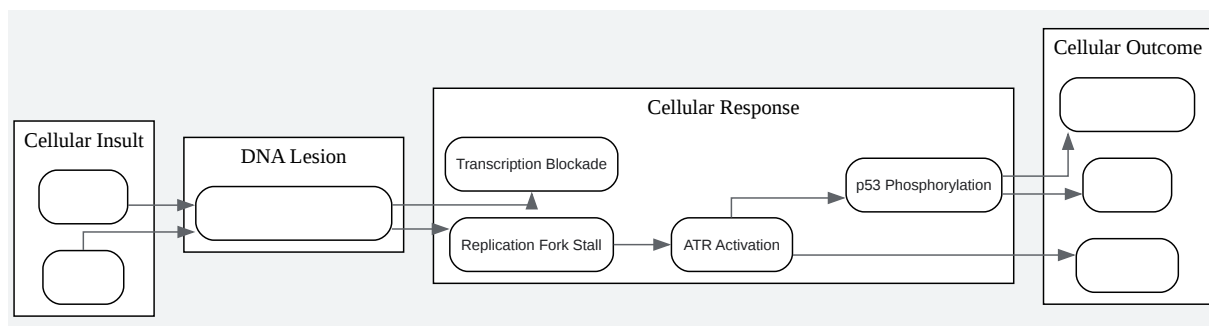 Cellular Insult
DNA Lesion
Cellular Response
Transcription Blockade
Replication Fork Stall
ATR Activation
p53 Phosphorylation
Cellular Outcome